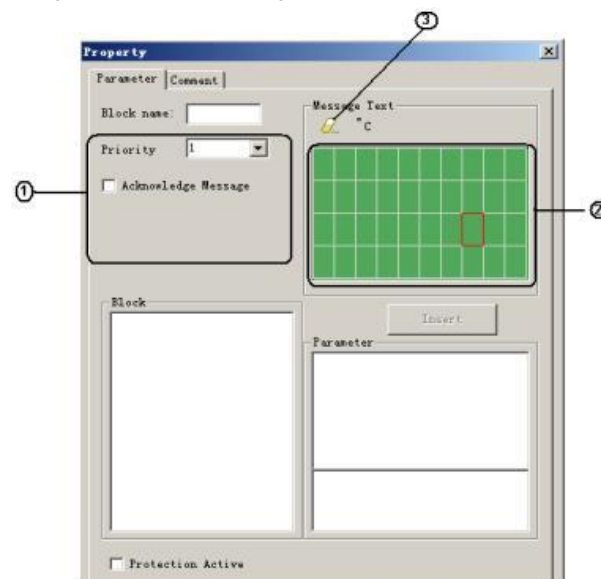 ③
Property
Parameter Comment
Block name:
Message Text
°C
Priority 1
Acknowledge Message
①
②
Block
Insert
Parameter
Protection Active